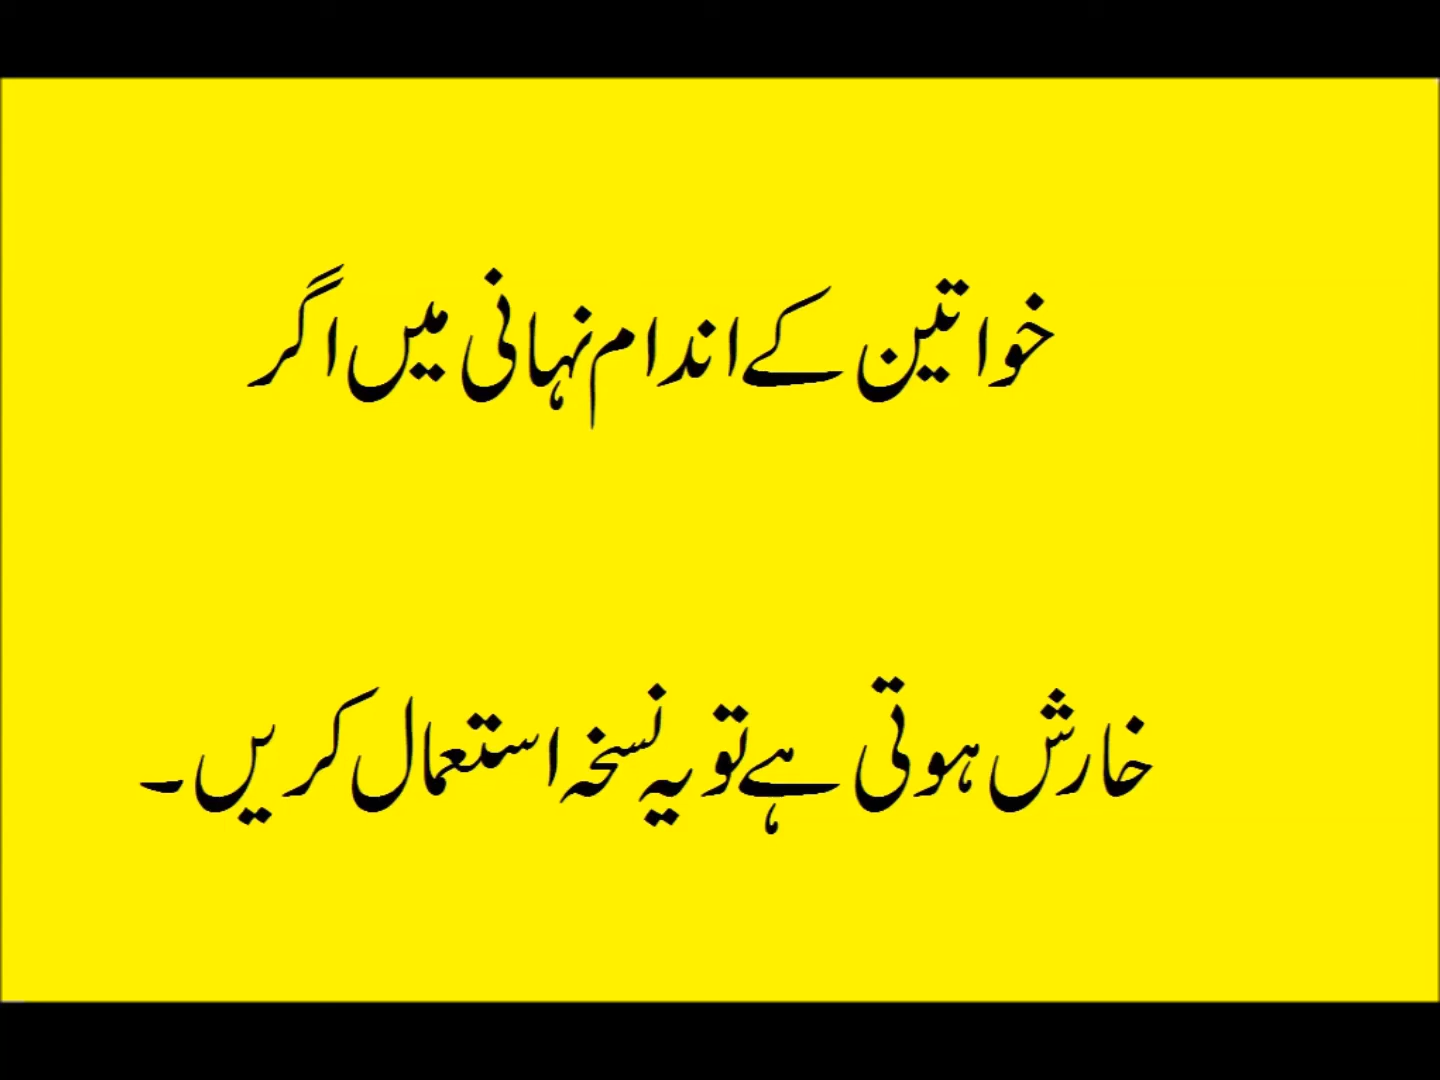 خواتین کے اندام نہانی میں اگر
خارش ہوتی ہے تو یہ نسخہ استعمال کریں۔